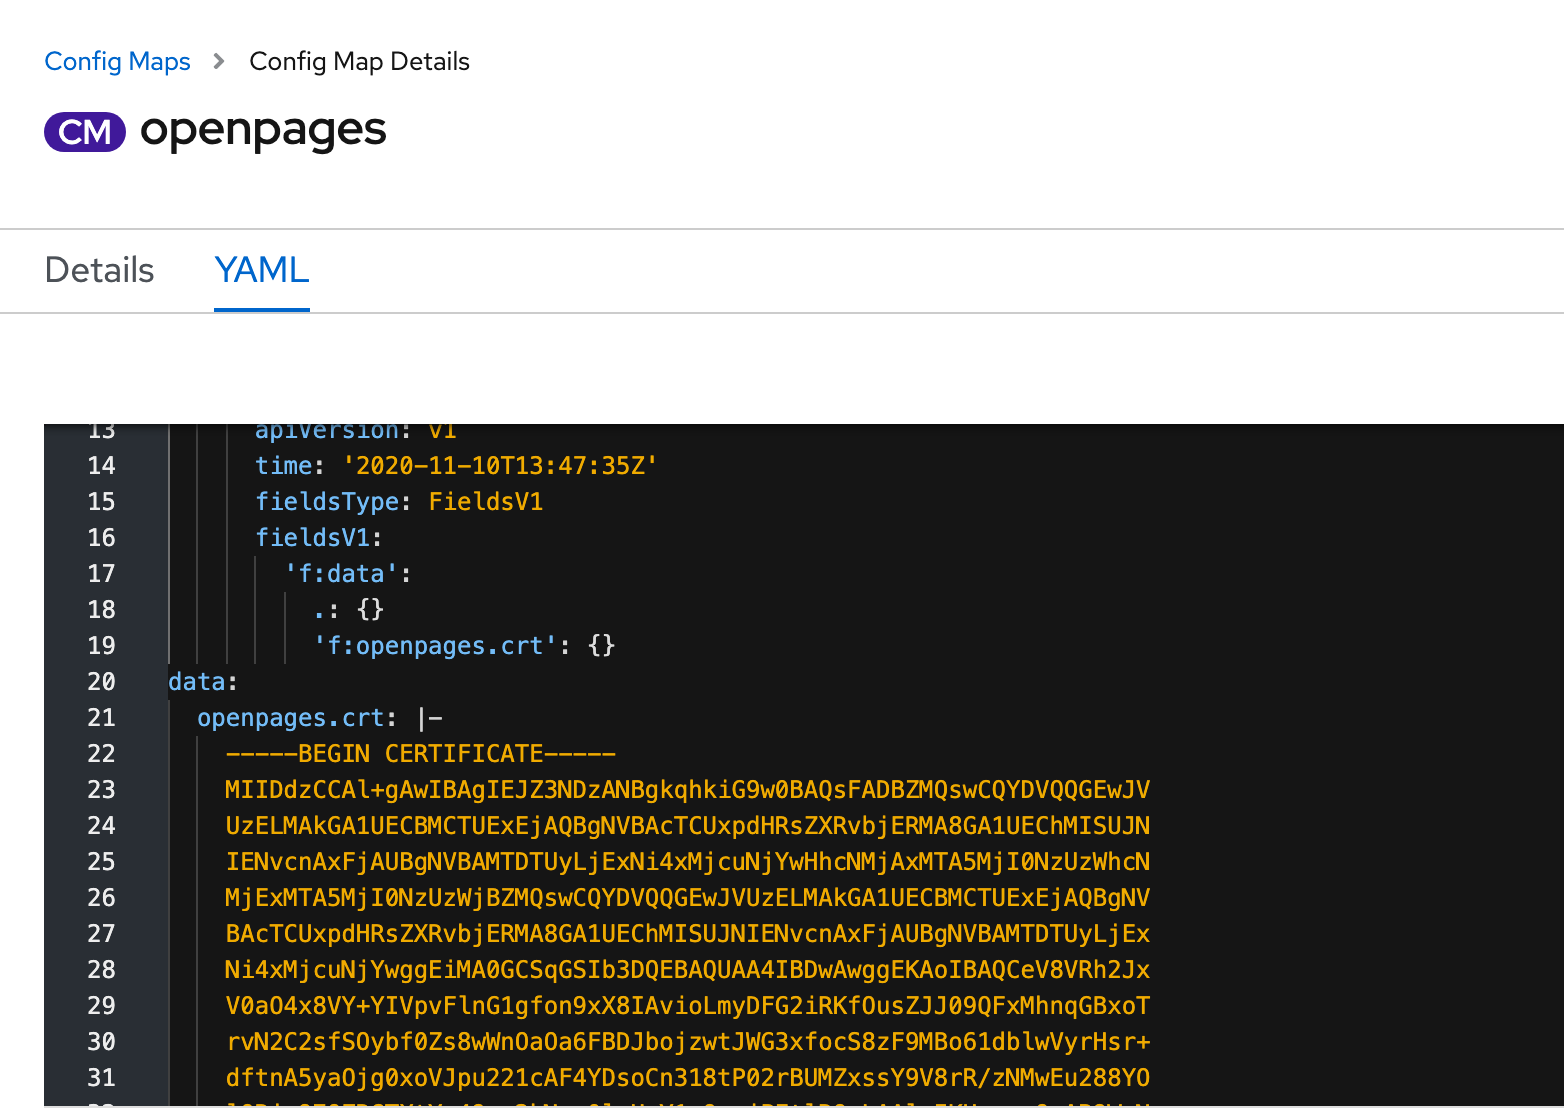 Config Maps > Config Map Details
CM openpages
Details YAML
13 apiVersion: v1
14 time: '2020-11-10T13:47:35Z'
15 fieldsType: FieldsV1
16 fieldsV1:
17 'f:data':
18 .: {}
19 'f:openpages.crt': {}
20 data:
21 openpages.crt: |-
22 -----BEGIN CERTIFICATE-----
23 MIIDdzCCAl+gAwIBAgIEJZ3NDzANBgkqhkiG9w0BAQsFADBZMQswCQYDVQQGEwJV
24 UzELMAkGA1UECBMCTUExEjAQBgNVBAcTCUxpdHRsZXRvbjERMA8GA1UEChMISUJN
25 IENvcnAxFjAUBgNVBAMTDTUyLjExNi4xMjcuNjYwHhcNMjAxMTA5MjI0NzUzWhcN
26 MjExMTA5MjI0NzUzWjBZMQswCQYDVQQGEwJVUzELMAkGA1UECBMCTUExEjAQBgNV
27 BAcTCUxpdHRsZXRvbjERMA8GA1UEChMISUJNIENvcnAxFjAUBgNVBAMTDTUyLjEx
28 Ni4xMjcuNjYwggEiMA0GCSqGSIb3DQEBAQUAA4IBDwAwggEKAoIBAQCeV8VRh2Jx
29 V0aO4x8VY+YIVpvFlnG1gfon9xX8IAvioLmyDFG2iRKfOusZJJ09QFxMhnqGBxoT
30 rvN2C2sfSOybf0Zs8wWnOaOa6FBDJbojzwtJWG3xfocS8zF9MBo61dblwVyrHsr+
31 dftnA5yaOjg0xoVJpu221cAF4YDsoCn318tP02rBUMZxssY9V8rR/zNMwEu288YO